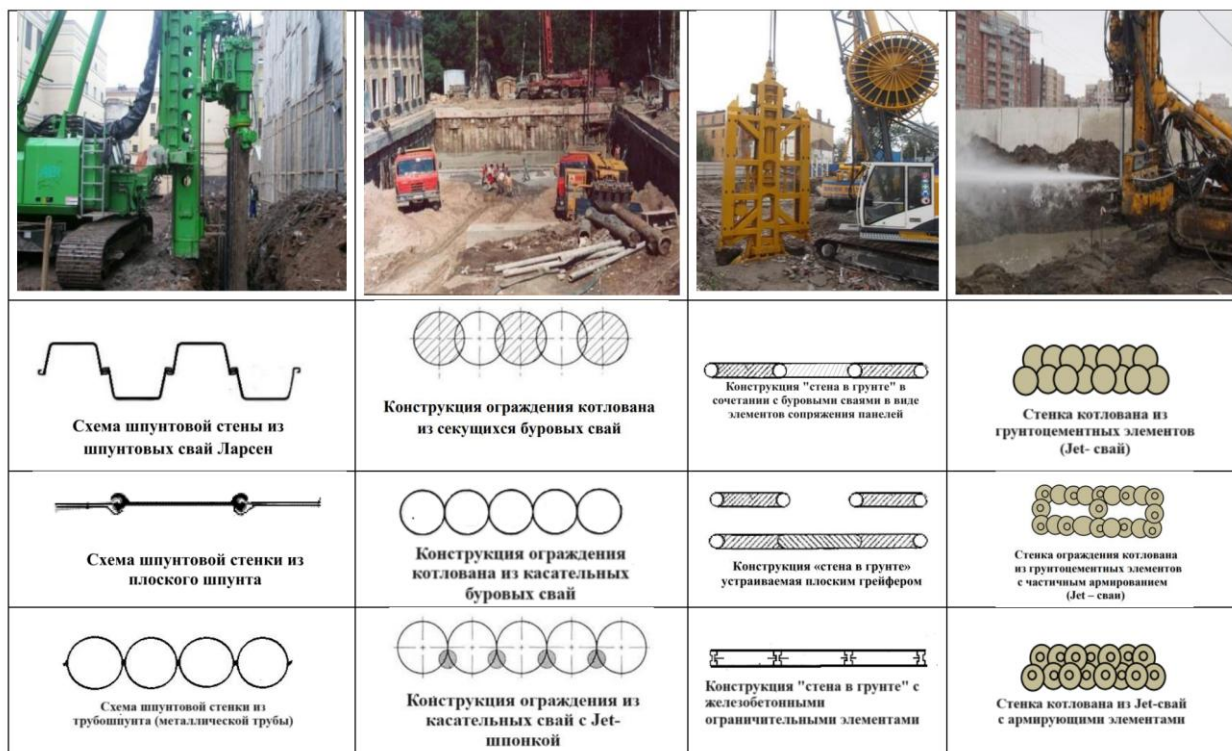 Схема шпунтовой стены из
шпунтовых свай Ларсен
Конструкция ограждения котлована
из секущихся буровых свай
Конструкция "стена в грунте" в
сочетании с буровыми сваями в виде
элементов сопряжения панелей
Стенка котлована из
грунтоцементных элементов
(Jet- свай)
Схема шпунтовой стенки из
плоского шпунта
Конструкция ограждения
котлована из касательных
буровых свай
Конструкция «стена в грунте»
устраиваемая плоским грейфером
Стенка ограждения котлована
из грунтоцементных элементов
с частичным армированием
(Jet – сваи)
Схема шпунтовой стенки из
трубошпунта (металлической трубы)
Конструкция ограждения из
касательных свай с Jet-
шпонкой
Конструкция "стена в грунте" с
железобетонными
ограничительными элементами
Стенка котлована из Jet-свай
с армирующими элементами